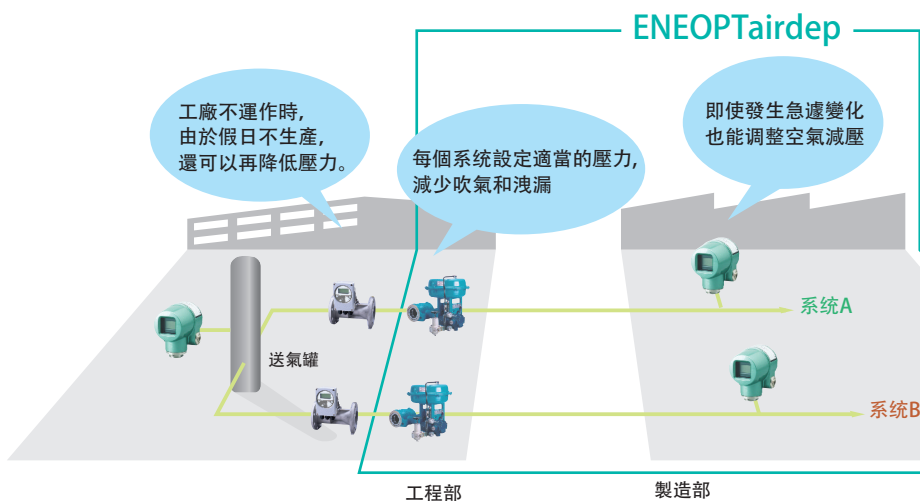 ENEOPTairdep
工廠不運作時，
由於假日不生產，
還可以再降低壓力。
每個系统設定適當的壓力，
減少吹氣和洩漏
即使發生急遽變化
也能调整空氣減壓
送氣罐
系统A
系统B
工程部
製造部